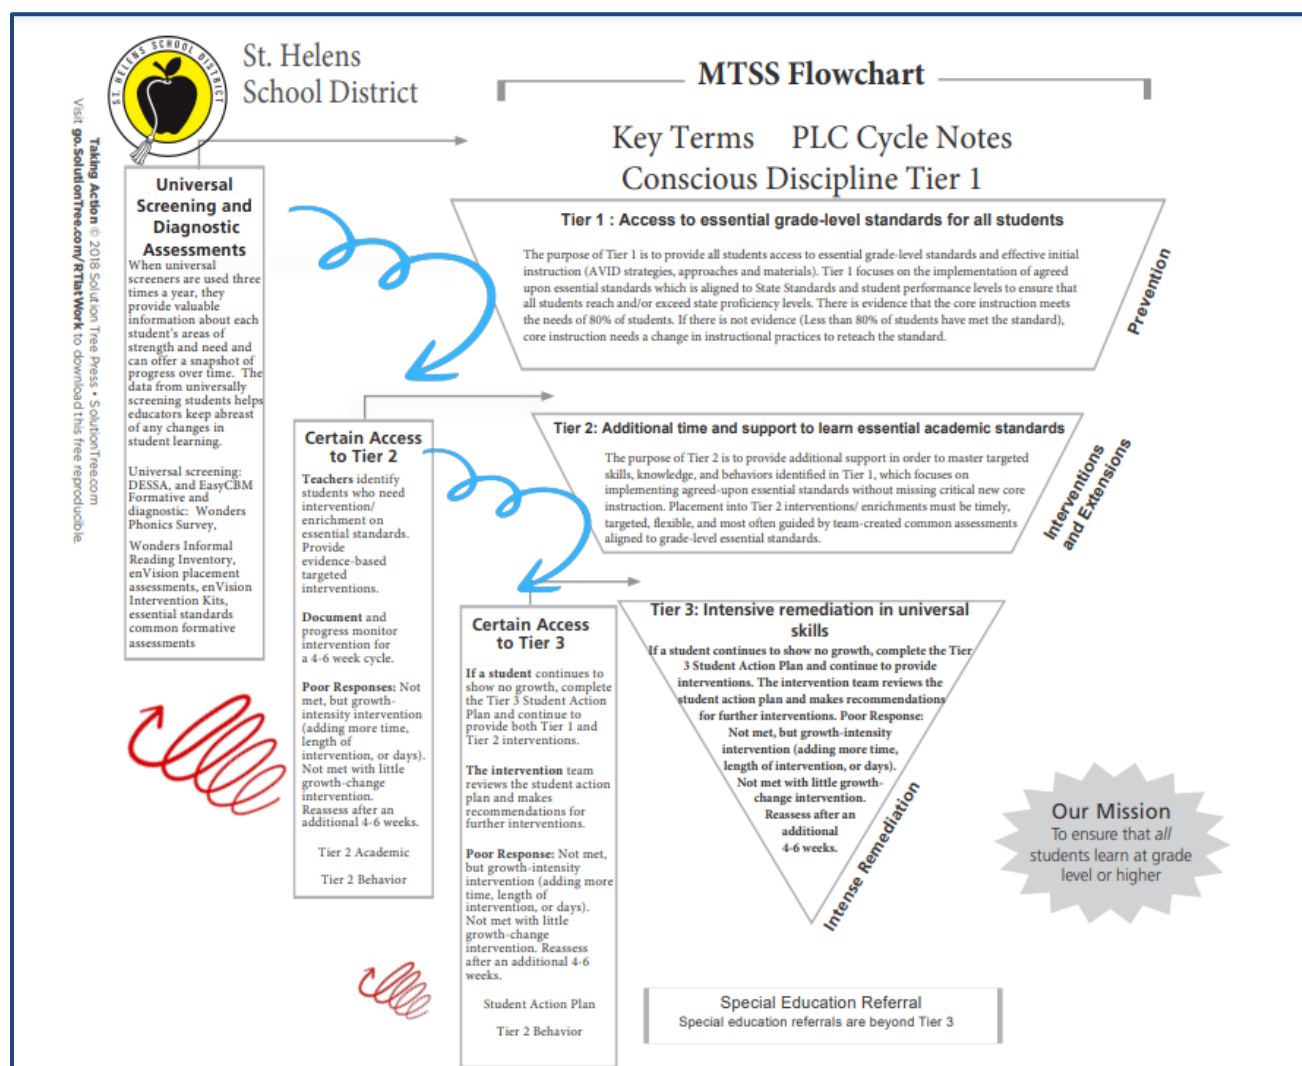 ST. HELENS SCHOOL DISTRICT
St. Helens
School District
MTSS Flowchart
Key Terms PLC Cycle Notes
Conscious Discipline Tier 1
Taking Action © 2018 Solution Tree Press • SolutionTree.com
Visit go.SolutionTree.com/RTIatWork to download this free reproducible.
Universal
Screening and
Diagnostic
Assessments
When universal
screeners are used three
times a year, they
provide valuable
information about each
student's areas of
strength and need and
can offer a snapshot of
progress over time. The
data from universally
screening students helps
educators keep abreast
of any changes in
student learning.
Universal screening:
DESSA, and EasyCBM
Formative and
diagnostic: Wonders
Phonics Survey,
Wonders Informal
Reading Inventory,
enVision placement
assessments, enVision
Intervention Kits,
essential standards
common formative
assessments
Tier 1 : Access to essential grade-level standards for all students
The purpose of Tier 1 is to provide all students access to essential grade-level standards and effective initial
instruction (AVID strategies, approaches and materials). Tier 1 focuses on the implementation of agreed
upon essential standards which is aligned to State Standards and student performance levels to ensure that
all students reach and/or exceed state proficiency levels. There is evidence that the core instruction meets
the needs of 80% of students. If there is not evidence (Less than 80% of students have met the standard),
core instruction needs a change in instructional practices to reteach the standard.
Prevention
Certain Access
to Tier 2
Teachers identify
students who need
intervention/
enrichment on
essential standards.
Provide
evidence-based
targeted
interventions.
Document and
progress monitor
intervention for
a 4-6 week cycle.
Poor Responses: Not
met, but growth-
intensity intervention
(adding more time,
length of
intervention, or days).
Not met with little
growth-change
intervention.
Reassess after an
additional 4-6 weeks.
Tier 2 Academic
Tier 2 Behavior
Tier 2: Additional time and support to learn essential academic standards
The purpose of Tier 2 is to provide additional support in order to master targeted
skills, knowledge, and behaviors identified in Tier 1, which focuses on
implementing agreed-upon essential standards without missing critical new core
instruction. Placement into Tier 2 interventions/ enrichments must be timely,
targeted, flexible, and most often guided by team-created common assessments
aligned to grade-level essential standards.
Interventions
and Extensions
Certain Access
to Tier 3
If a student continues to
show no growth, complete
the Tier 3 Student Action
Plan and continue to
provide both Tier 1 and
Tier 2 interventions.
The intervention team
reviews the student action
plan and makes
recommendations for
further interventions.
Poor Response: Not met,
but growth-intensity
intervention (adding more
time, length of
intervention, or days).
Not met with little
growth-change
intervention. Reassess
after an additional 4-6
weeks.
Student Action Plan
Tier 2 Behavior
Tier 3: Intensive remediation in universal
skills
If a student continues to show no growth, complete the Tier
3 Student Action Plan and continue to provide
interventions. The intervention team reviews the
student action plan and makes recommendations
for further interventions. Poor Response:
Not met, but growth-intensity
intervention (adding more time,
length of intervention, or days).
Not met with little growth-
change intervention.
Reassess after an
additional
4-6 weeks.
Intense Remediation
Our Mission
To ensure that all
students learn at grade
level or higher
Special Education Referral
Special education referrals are beyond Tier 3